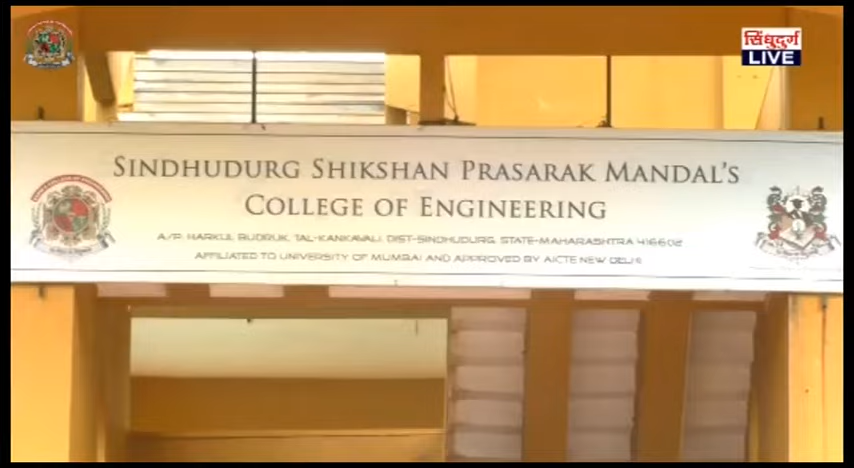 सिंधुदुर्ग
LIVE
SINDHUDURG SHIKSHAN PRASARAK MANDAL'S
COLLEGE OF ENGINEERING
A/P. HARKUL BUDRUK, TAL-KANKAVALI, DIST-SINDHUDURG, STATE-MAHARASHTRA 416602
AFFILIATED TO UNIVERSITY OF MUMBAI AND APPROVED BY AICTE NEW DELHI